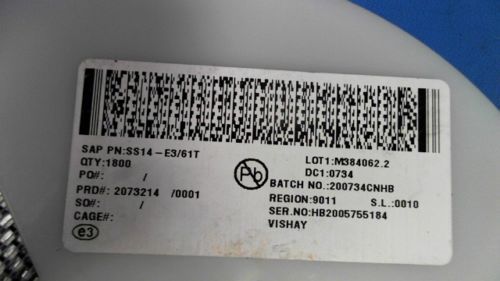 SAP PN:SS14-E3/61T
QTY:1800
PO#: /
PRD#: 2073214 /0001
SO#: /
CAGE#:
e3
Pb
LOT1:M384062.2
DC1:0734
BATCH NO.:200734CNHB
REGION:9011 S.L.:0010
SER.NO:HB2005755184
VISHAY